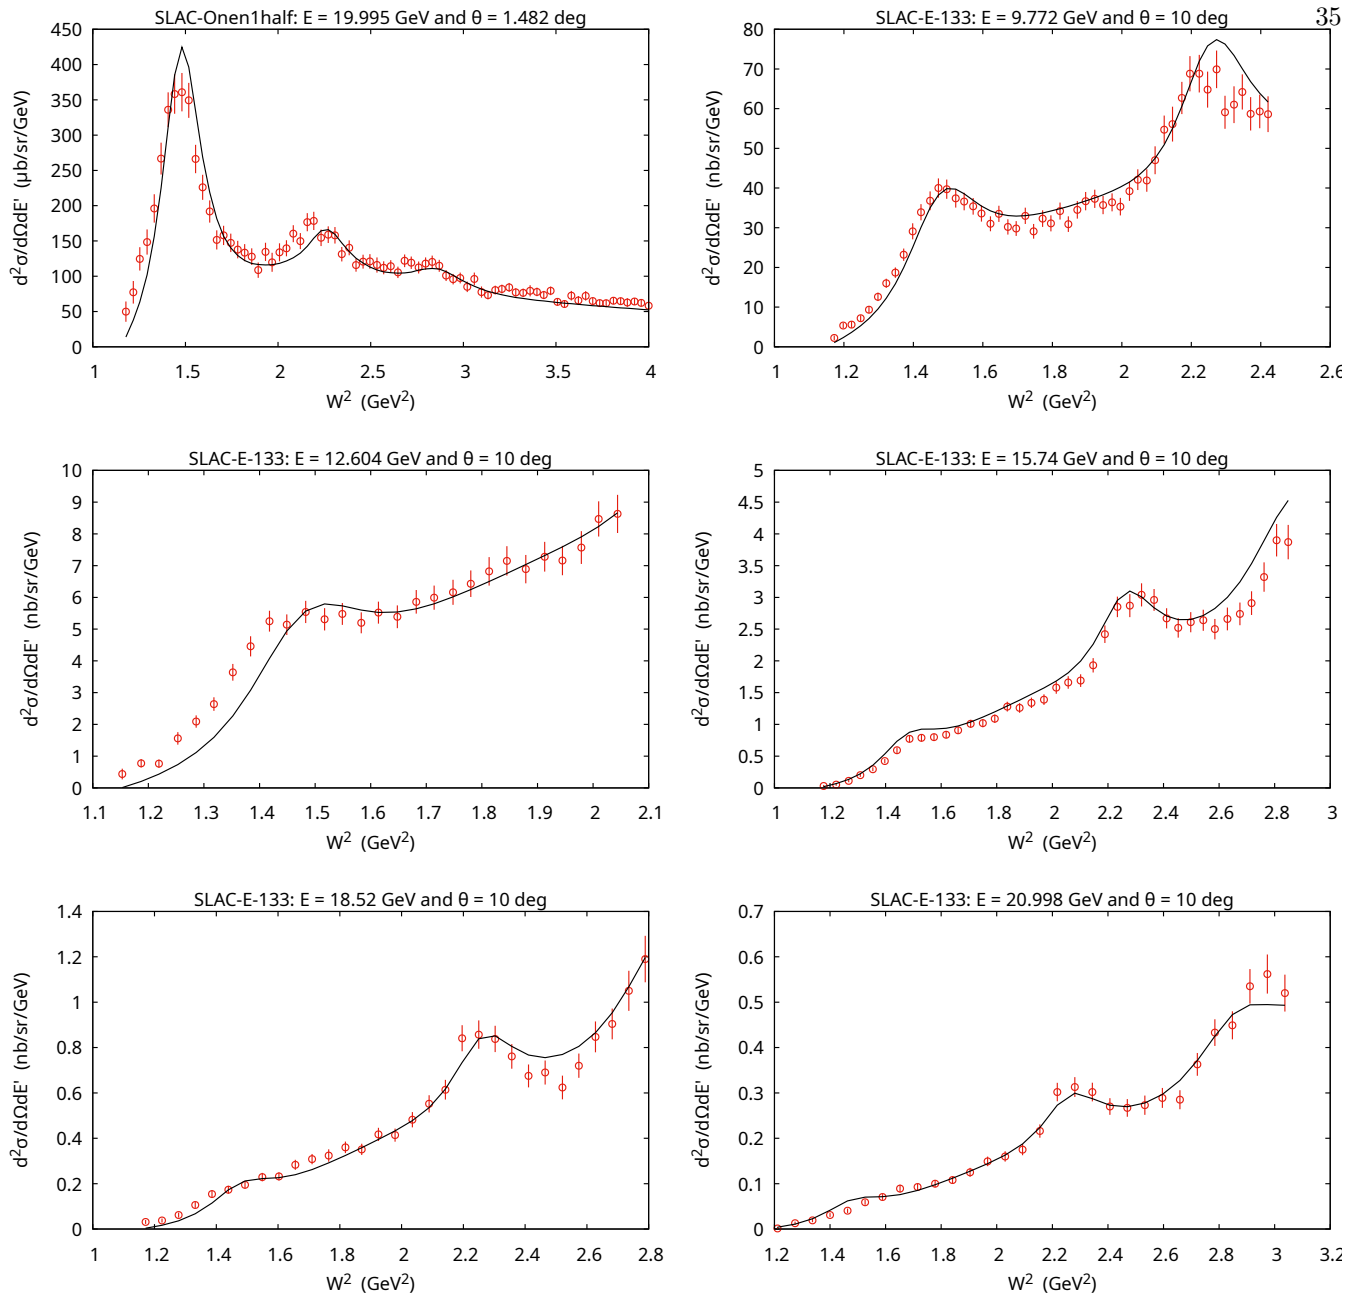 35
SLAC-Onen1half: E = 19.995 GeV and θ = 1.482 deg
450
400
350
300
250
200
150
100
50
0
d²σ/dΩdE' (μb/sr/GeV)
1 1.5 2 2.5 3 3.5 4
W² (GeV²)
SLAC-E-133: E = 9.772 GeV and θ = 10 deg
80
70
60
50
40
30
20
10
0
d²σ/dΩdE' (nb/sr/GeV)
1 1.2 1.4 1.6 1.8 2 2.2 2.4 2.6
W² (GeV²)
SLAC-E-133: E = 12.604 GeV and θ = 10 deg
10
9
8
7
6
5
4
3
2
1
0
d²σ/dΩdE' (nb/sr/GeV)
1.1 1.2 1.3 1.4 1.5 1.6 1.7 1.8 1.9 2 2.1
W² (GeV²)
SLAC-E-133: E = 15.74 GeV and θ = 10 deg
5
4.5
4
3.5
3
2.5
2
1.5
1
0.5
0
d²σ/dΩdE' (nb/sr/GeV)
1 1.2 1.4 1.6 1.8 2 2.2 2.4 2.6 2.8 3
W² (GeV²)
SLAC-E-133: E = 18.52 GeV and θ = 10 deg
1.4
1.2
1
0.8
0.6
0.4
0.2
0
d²σ/dΩdE' (nb/sr/GeV)
1 1.2 1.4 1.6 1.8 2 2.2 2.4 2.6 2.8
W² (GeV²)
SLAC-E-133: E = 20.998 GeV and θ = 10 deg
0.7
0.6
0.5
0.4
0.3
0.2
0.1
0
d²σ/dΩdE' (nb/sr/GeV)
1.2 1.4 1.6 1.8 2 2.2 2.4 2.6 2.8 3 3.2
W² (GeV²)